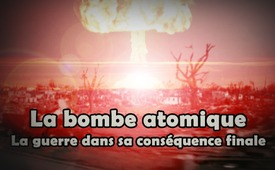 La bombe atomique
La guerre dans sa conséquence finale